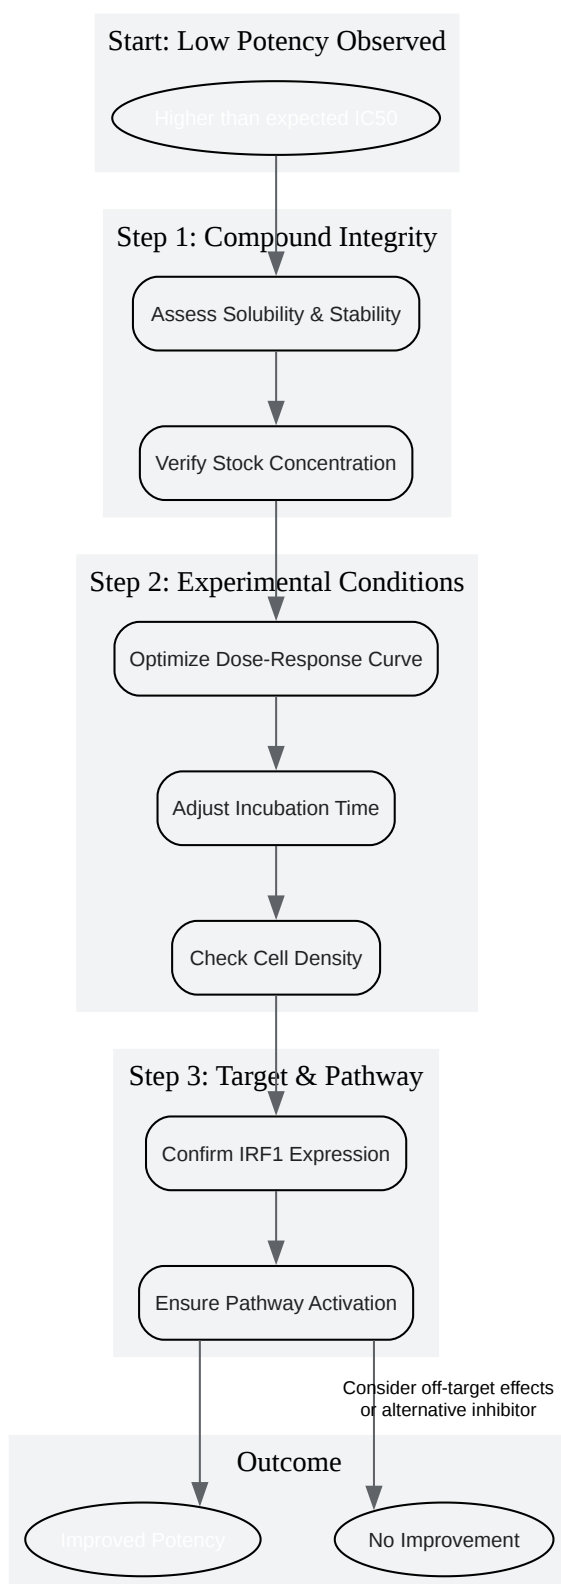 Start: Low Potency Observed
Higher than expected IC50
Step 1: Compound Integrity
Assess Solubility & Stability
Verify Stock Concentration
Step 2: Experimental Conditions
Optimize Dose-Response Curve
Adjust Incubation Time
Check Cell Density
Step 3: Target & Pathway
Confirm IRF1 Expression
Ensure Pathway Activation
Consider off-target effects
or alternative inhibitor
Outcome
Improved Potency
No Improvement